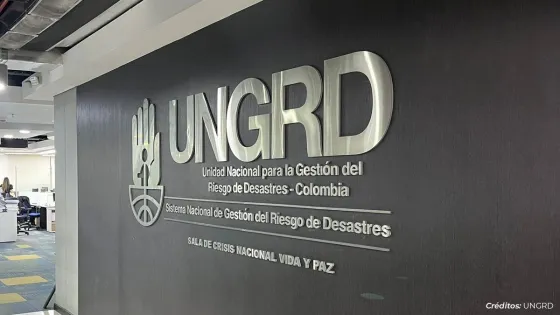 UNGRD
Unidad Nacional para la Gestión del
Riesgo de Desastres - Colombia
Sistema Nacional de Gestión del Riesgo de Desastres
SALA DE CRISIS NACIONAL VIDA Y PAZ
Créditos: UNGRD